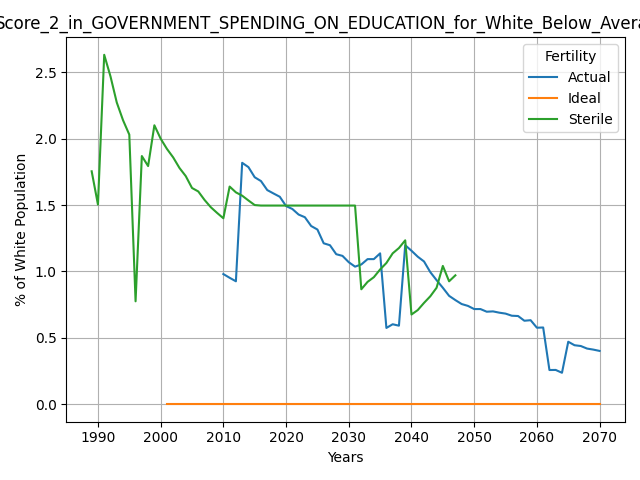 Score_2_in_GOVERNMENT_SPENDING_ON_EDUCATION_for_White_Below_Avera
Fertility
Actual
Ideal
Sterile
% of White Population
2.5
2.0
1.5
1.0
0.5
0.0
1990 2000 2010 2020 2030 2040 2050 2060 2070
Years